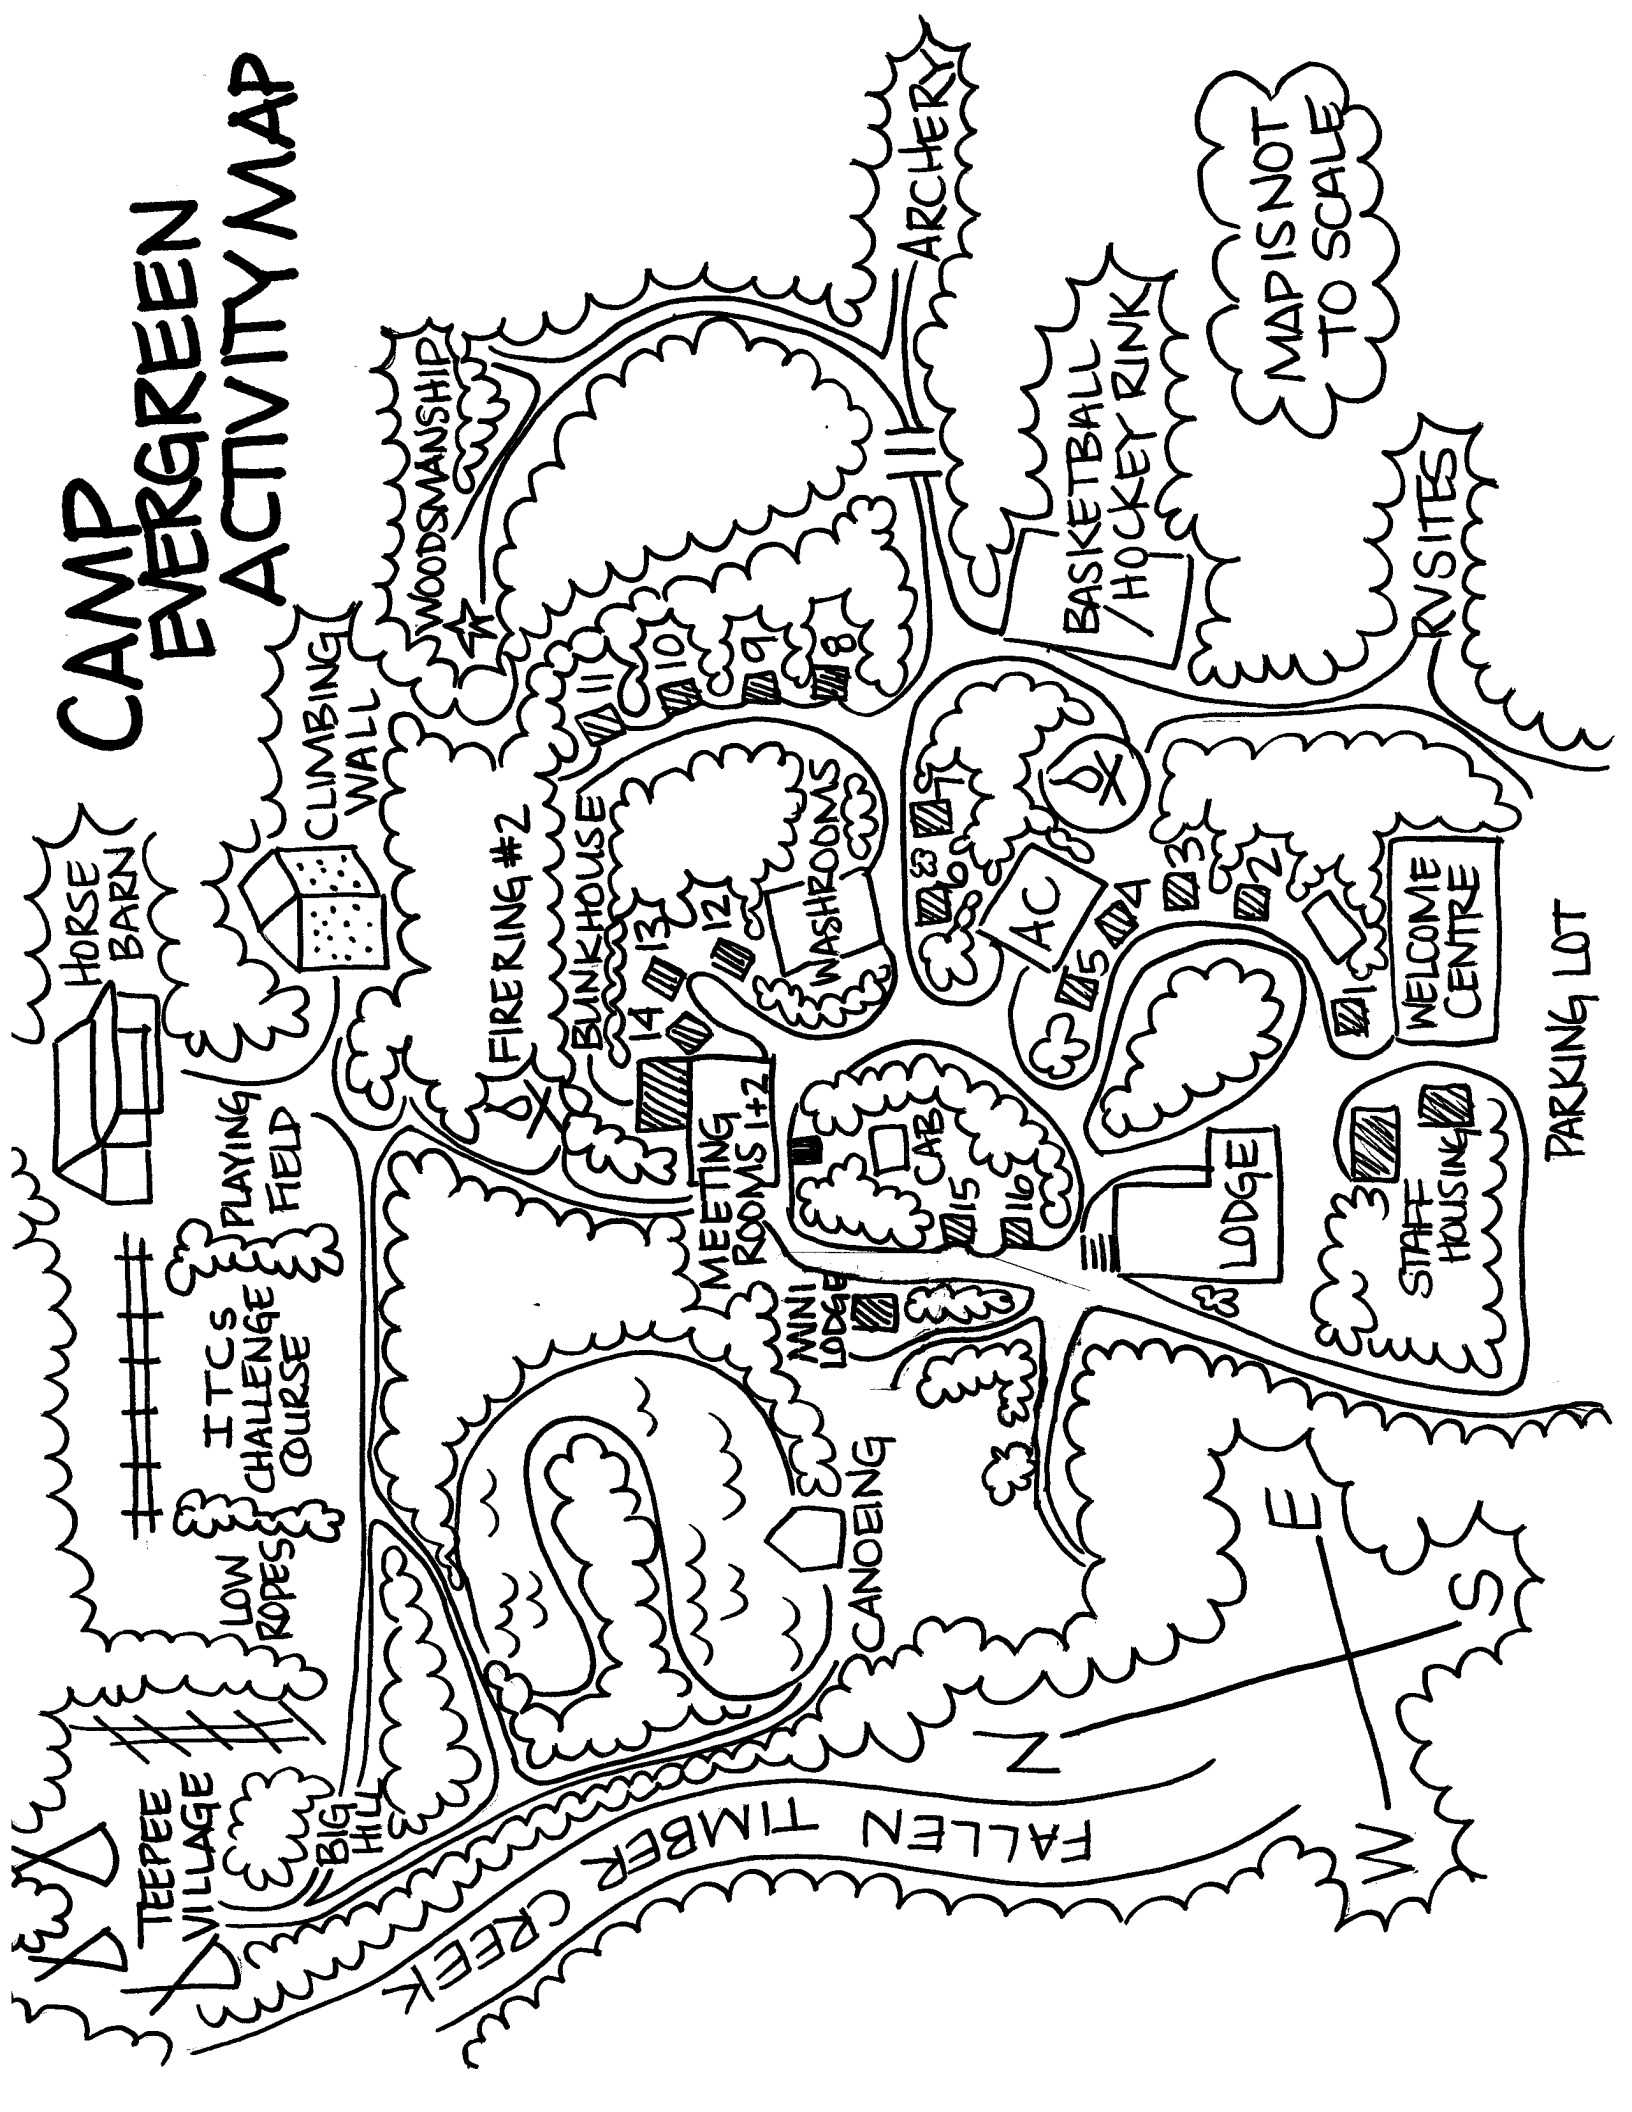 CAMP
EVERGREEN
ACTIVITY MAP
HORSE
BARN
CLIMBING
WALL
WOODSMANSHIP
PLAYING
FIELD
ITCS
CHALLENGE
COURSE
LOW
ROPES
TEEPEE
VILLAGE
BIG
HILL
FIRE RING #2
BUNKHOUSE
11
10
9
8
ARCHERY
14
13
12
WASHROOMS
MEETING
ROOMS 1+2
7
6
AC
5
4
3
2
1
BASKETBALL
/HOCKEY RINK
MAP IS NOT
TO SCALE
RV SITES
CAB
15
16
MINI
LODGE
CANOEING
LODGE
WELCOME
CENTRE
3
STAFF
HOUSING
PARKING LOT
FALLEN TIMBER CREEK
N
E
S
W